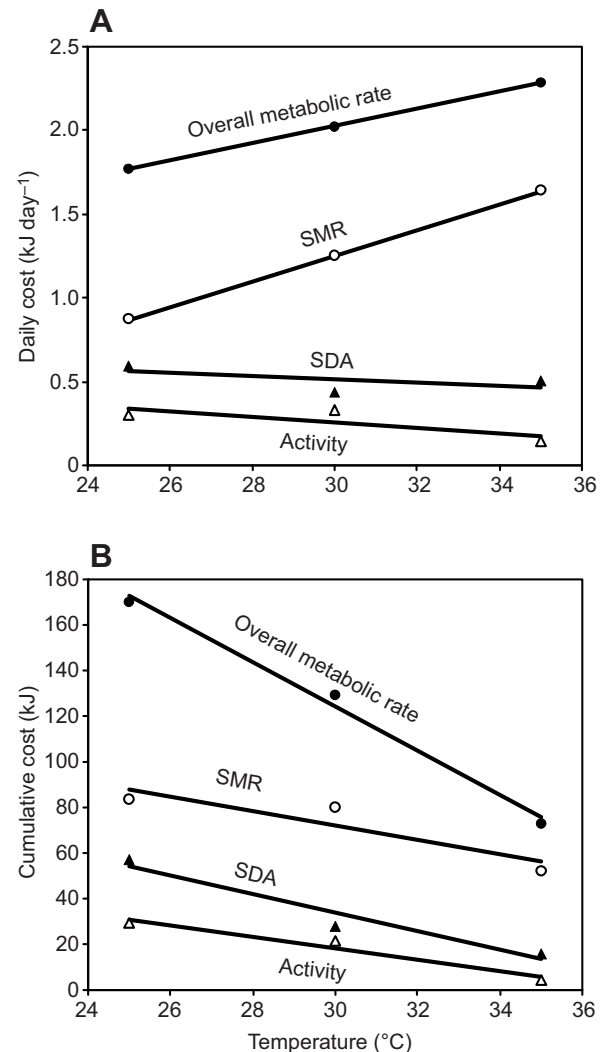 A
2.5
2.0
1.5
1.0
0.5
0
Daily cost (kJ day–1)
Overall metabolic rate
SMR
SDA
Activity
24 26 28 30 32 34 36
B
180
160
140
120
100
80
60
40
20
0
Cumulative cost (kJ)
Overall metabolic rate
SMR
SDA
Activity
24 26 28 30 32 34 36
Temperature (°C)